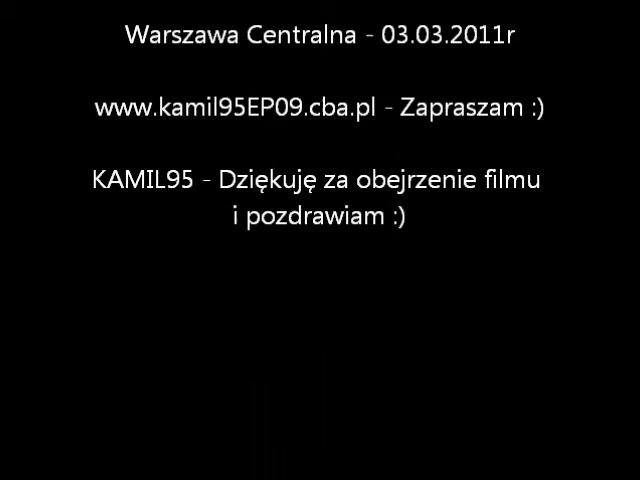 Warszawa Centralna - 03.03.2011r
www.kamil95EP09.cba.pl - Zapraszam :)
KAMIL95 - Dziękuję za obejrzenie filmu
i pozdrawiam :)